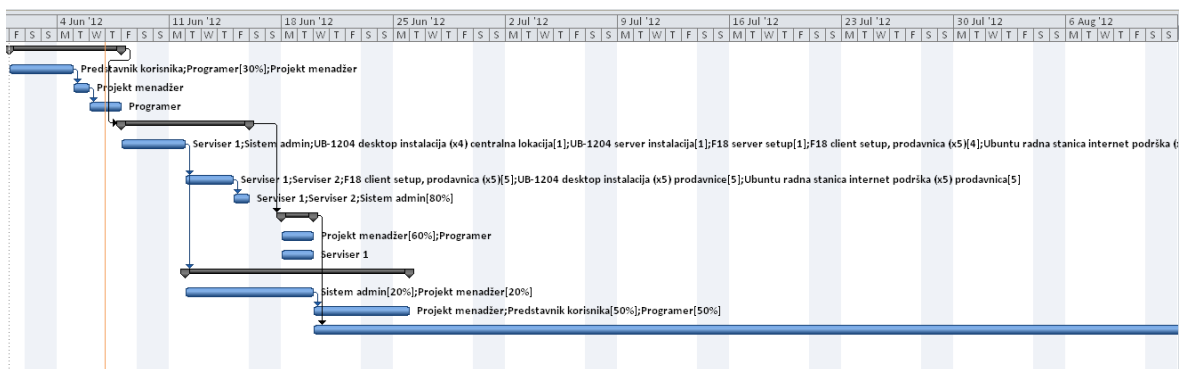 4 Jun '12 11 Jun '12 18 Jun '12 25 Jun '12 2 Jul '12 9 Jul '12 16 Jul '12 23 Jul '12 30 Jul '12 6 Aug '12
F S S M T W T F S S M T W T F S S M T W T F S S M T W T F S S M T W T F S S M T W T F S S M T W T F S S M T W T F S S M T W T F S S M T W T F S S
Predstavnik korisnika;Programer[30%];Projekt menadžer
Projekt menadžer
Programer
Serviser 1;Sistem admin;UB-1204 desktop instalacija (x4) centralna lokacija[1];UB-1204 server instalacija[1];F18 server setup[1];F18 client setup, prodavnica (x5)[4];Ubuntu radna stanica internet podrška (
Serviser 1;Serviser 2;F18 client setup, prodavnica (x5)[5];UB-1204 desktop instalacija (x5) prodavnice[5];Ubuntu radna stanica internet podrška (x5) prodavnica[5]
Serviser 1;Serviser 2;Sistem admin[80%]
Projekt menadžer[60%];Programer
Serviser 1
Sistem admin[20%];Projekt menadžer[20%]
Projekt menadžer;Predstavnik korisnika[50%];Programer[50%]